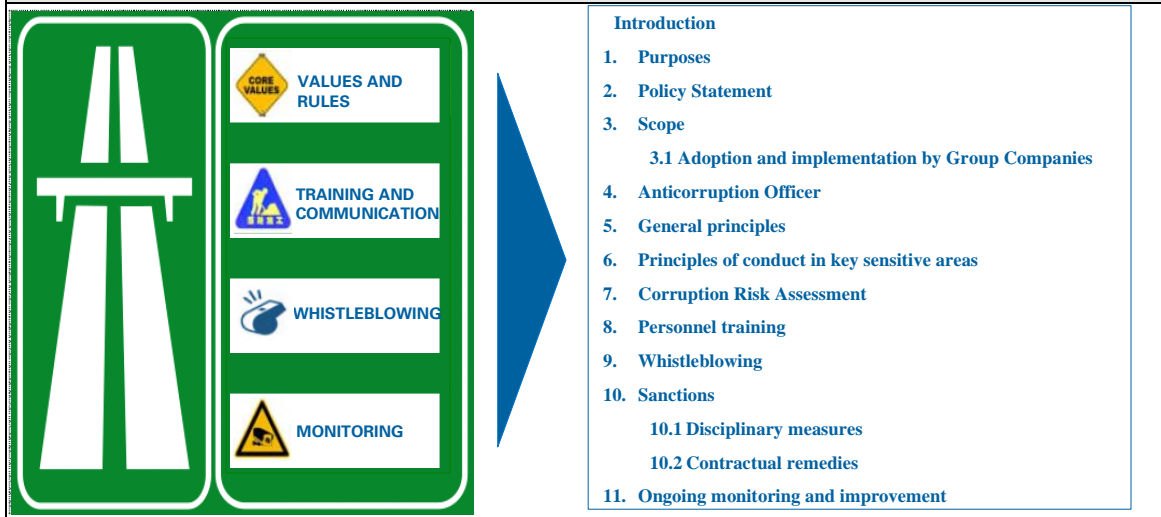 CORE
VALUES
VALUES AND
RULES
TRAINING AND
COMMUNICATION
WHISTLEBLOWING
MONITORING
Introduction
1. Purposes
2. Policy Statement
3. Scope
3.1 Adoption and implementation by Group Companies
4. Anticorruption Officer
5. General principles
6. Principles of conduct in key sensitive areas
7. Corruption Risk Assessment
8. Personnel training
9. Whistleblowing
10. Sanctions
10.1 Disciplinary measures
10.2 Contractual remedies
11. Ongoing monitoring and improvement